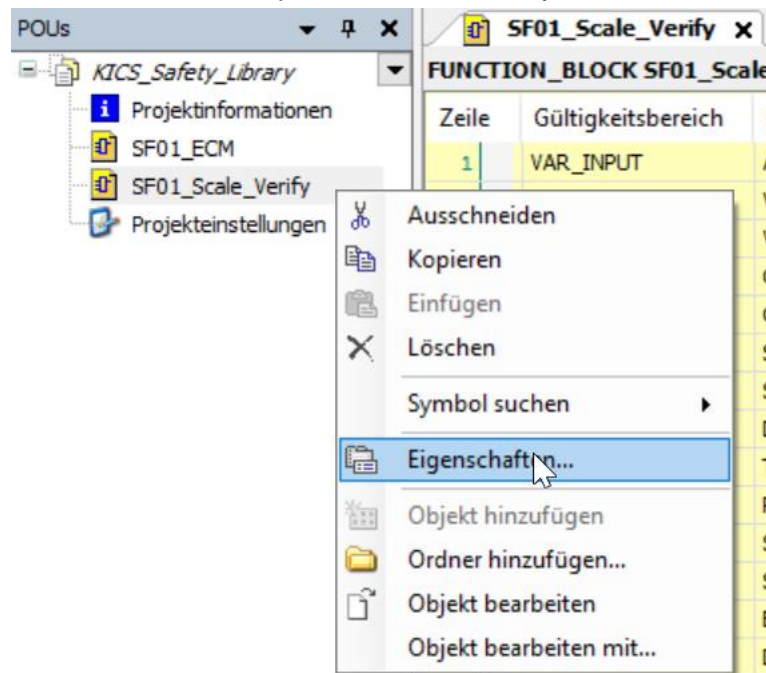 POUs
SF01_Scale_Verify
KICS_Safety_Library
FUNCTION_BLOCK SF01_Scale
Projektinformationen
Zeile Gültigkeitsbereich
SF01_ECM
1 VAR_INPUT
SF01_Scale_Verify
Projekteinstellungen
Ausschneiden
Kopieren
Einfügen
Löschen
Symbol suchen
Eigenschaften...
Objekt hinzufügen
Ordner hinzufügen...
Objekt bearbeiten
Objekt bearbeiten mit...